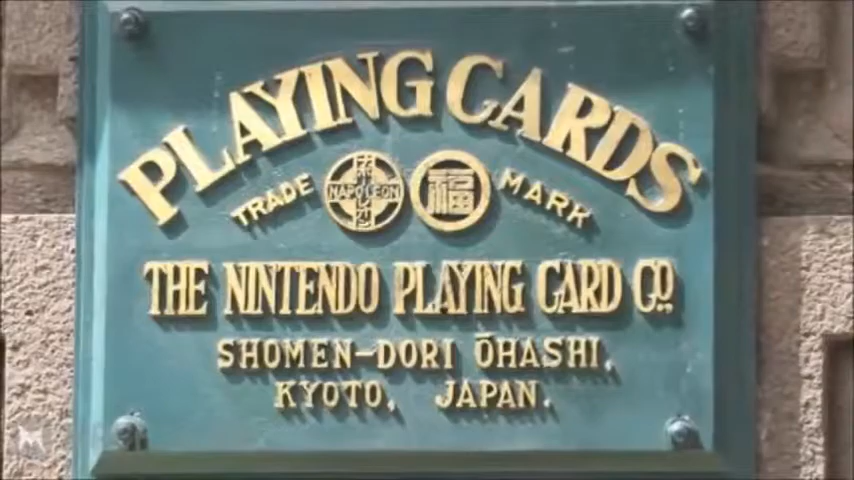 PLAYING CARDS
TRADE NAPOLEON 福 MARK
THE NINTENDO PLAYING CARD CO.
SHOMEN-DORI ŌHASHI,
KYOTO, JAPAN.